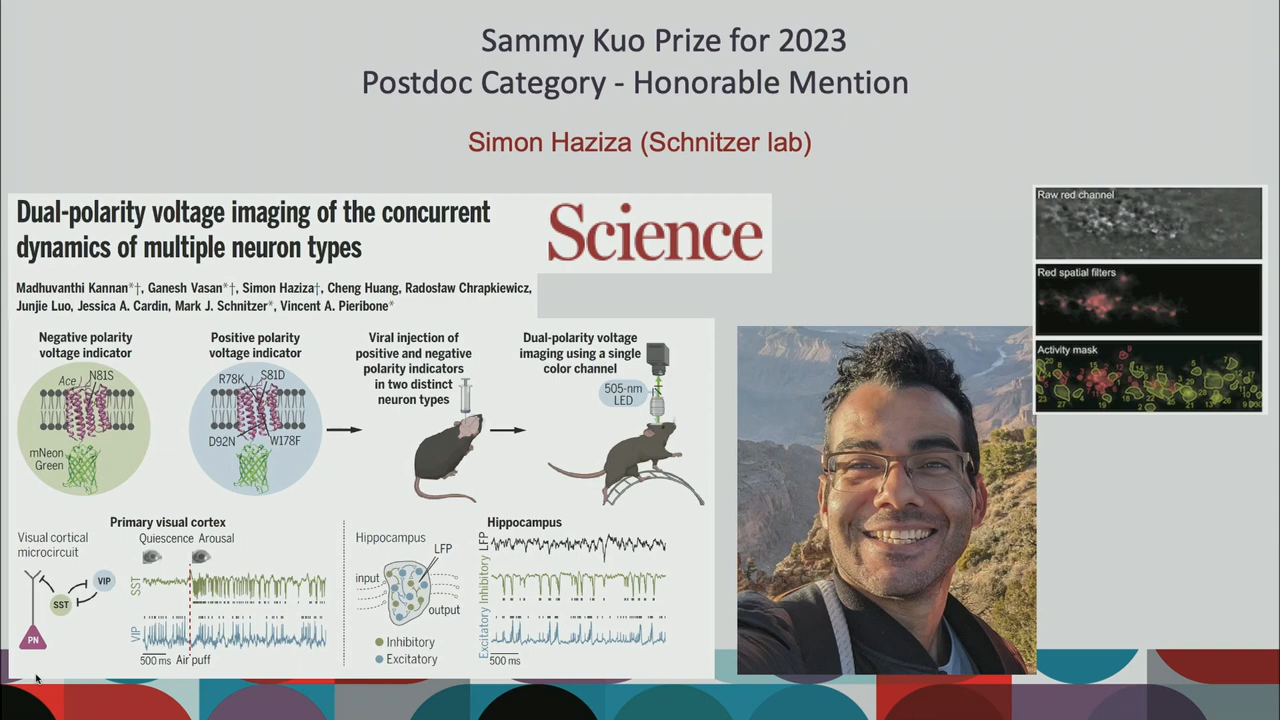 Sammy Kuo Prize for 2023
Postdoc Category - Honorable Mention
Simon Haziza (Schnitzer lab)
Dual-polarity voltage imaging of the concurrent
dynamics of multiple neuron types
Science
Madhuvanthi Kannan*†, Ganesh Vasan*†, Simon Haziza†, Cheng Huang, Radosław Chrapkiewicz,
Junjie Luo, Jessica A. Cardin, Mark J. Schnitzer*, Vincent A. Pieribone*
Negative polarity
voltage indicator
Ace
N81S
mNeon
Green
Positive polarity
voltage indicator
R78K
S81D
D92N
W178F
Viral injection of
positive and negative
polarity indicators
in two distinct
neuron types
Dual-polarity voltage
imaging using a single
color channel
505-nm
LED
Primary visual cortex
Visual cortical
microcircuit
Quiescence
Arousal
VIP
SST
PN
SST
VIP
500 ms
Air puff
Hippocampus
LFP
input
output
Inhibitory
Excitatory
Hippocampus
LFP
Inhibitory
Excitatory
500 ms
Raw red channel
Red spatial filters
Activity mask